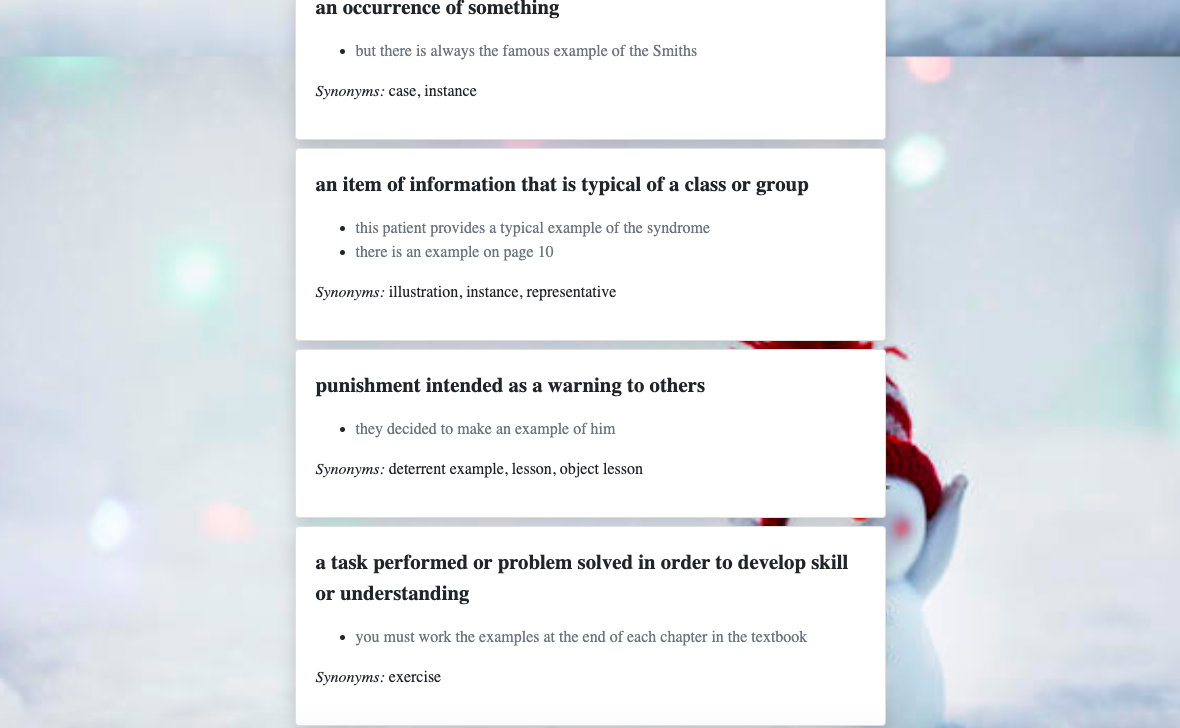 an occurrence of something
but there is always the famous example of the Smiths
Synonyms: case, instance
an item of information that is typical of a class or group
this patient provides a typical example of the syndrome
there is an example on page 10
Synonyms: illustration, instance, representative
punishment intended as a warning to others
they decided to make an example of him
Synonyms: deterrent example, lesson, object lesson
a task performed or problem solved in order to develop skill
or understanding
you must work the examples at the end of each chapter in the textbook
Synonyms: exercise